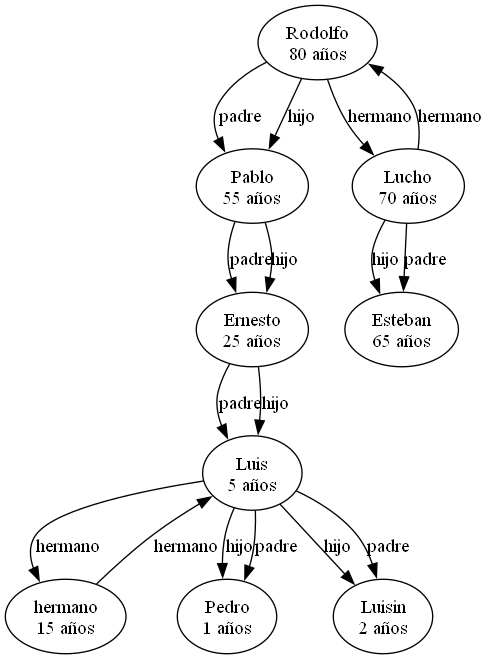 Rodolfo
80 años
padre
hijo
hermano
hermano
Pablo
55 años
Lucho
70 años
padre
hijo
hijo
padre
Ernesto
25 años
Esteban
65 años
padre
hijo
Luis
5 años
hermano
hermano
hijo
padre
hijo
padre
hermano
15 años
Pedro
1 años
Luisin
2 años